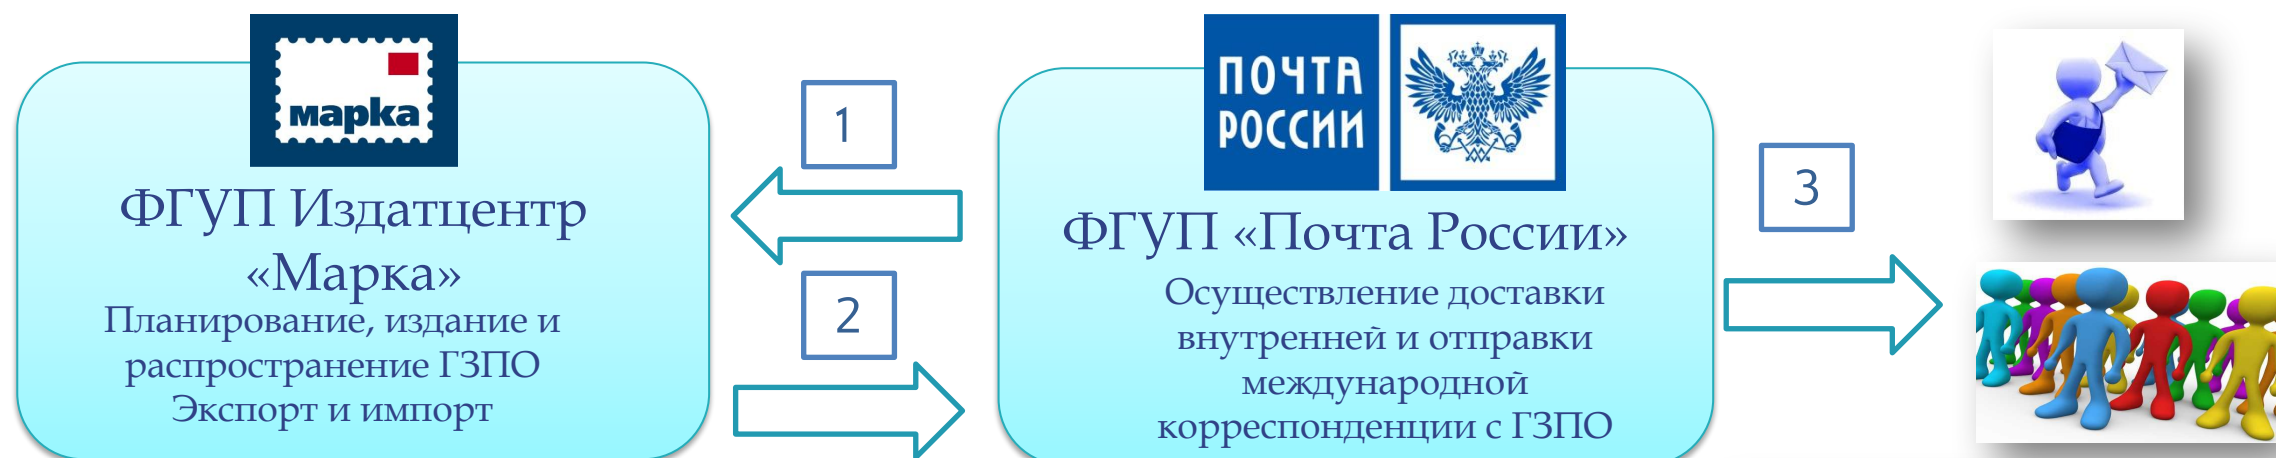 марка
ФГУП Издатцентр
«Марка»
Планирование, издание и
распространение ГЗПО
Экспорт и импорт
1
2
ПОЧТА
РОССИИ
ФГУП «Почта России»
Осуществление доставки
внутренней и отправки
международной
корреспонденции с ГЗПО
3